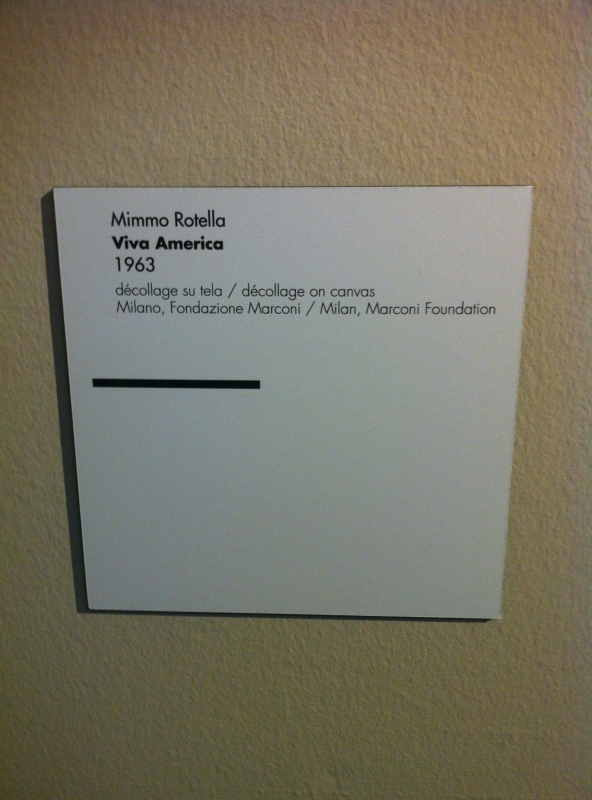 Mimmo Rotella
Viva America
1963
décollage su tela / décollage on canvas
Milano, Fondazione Marconi / Milan, Marconi Foundation